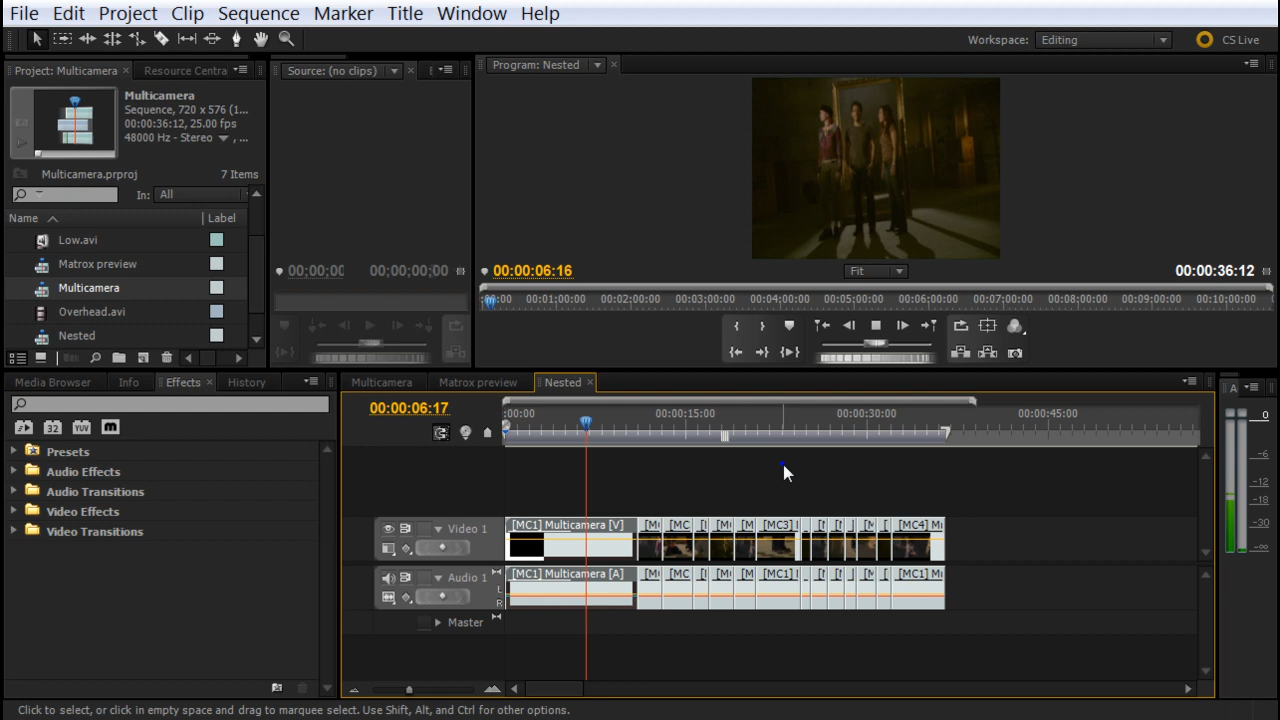 File Edit Project Clip Sequence Marker Title Window Help
Workspace: Editing CS Live
Project: Multicamera × Resource Centra
Source: (no clips) ×
Program: Nested ×
Multicamera
Sequence, 720 x 576 (1...
00:00:36:12, 25.00 fps
48000 Hz - Stereo , ...
Multicamera.prproj 7 Items
In: All
Name Label
Low.avi
Matrox preview
Multicamera
Overhead.avi
Nested
00:00:06:16 Fit 00:00:36:12
00:01:00:00 00:02:00:00 00:03:00:00 00:04:00:00 00:05:00:00 00:06:00:00 00:07:00:00 00:08:00:00 00:09:00:00 00:10:00:00
Media Browser Info Effects × History
Multicamera Matrox preview Nested ×
00:00:06:17
:00:00 00:00:15:00 00:00:30:00 00:00:45:00
32 YUV
Presets
Audio Effects
Audio Transitions
Video Effects
Video Transitions
Video 1
[MC1] Multicamera [V] [MC [MC3] [MC4] M
Audio 1
L
R
[MC1] Multicamera [A] [MC [MC1] [MC1] M
Master
A
0
-6
-12
-18
-30
-∞
Click to select, or click in empty space and drag to marquee select. Use Shift, Alt, and Ctrl for other options.